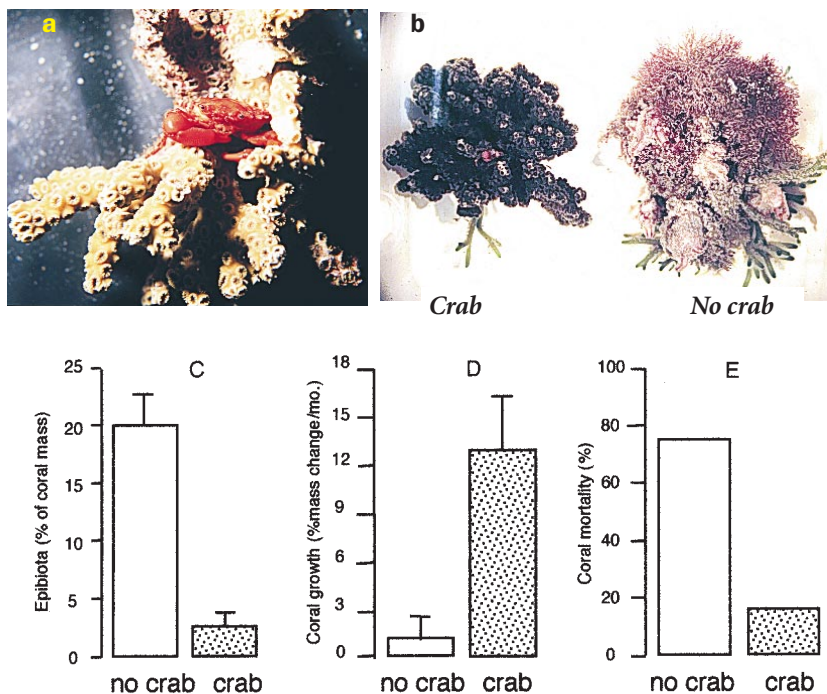 a
b
Crab
No crab
C
Epibiota (% of coral mass)
25
20
15
10
5
0
no crab
crab
D
Coral growth (%mass change/mo.)
18
15
12
9
6
3
0
no crab
crab
E
Coral mortality (%)
100
80
60
40
20
0
no crab
crab